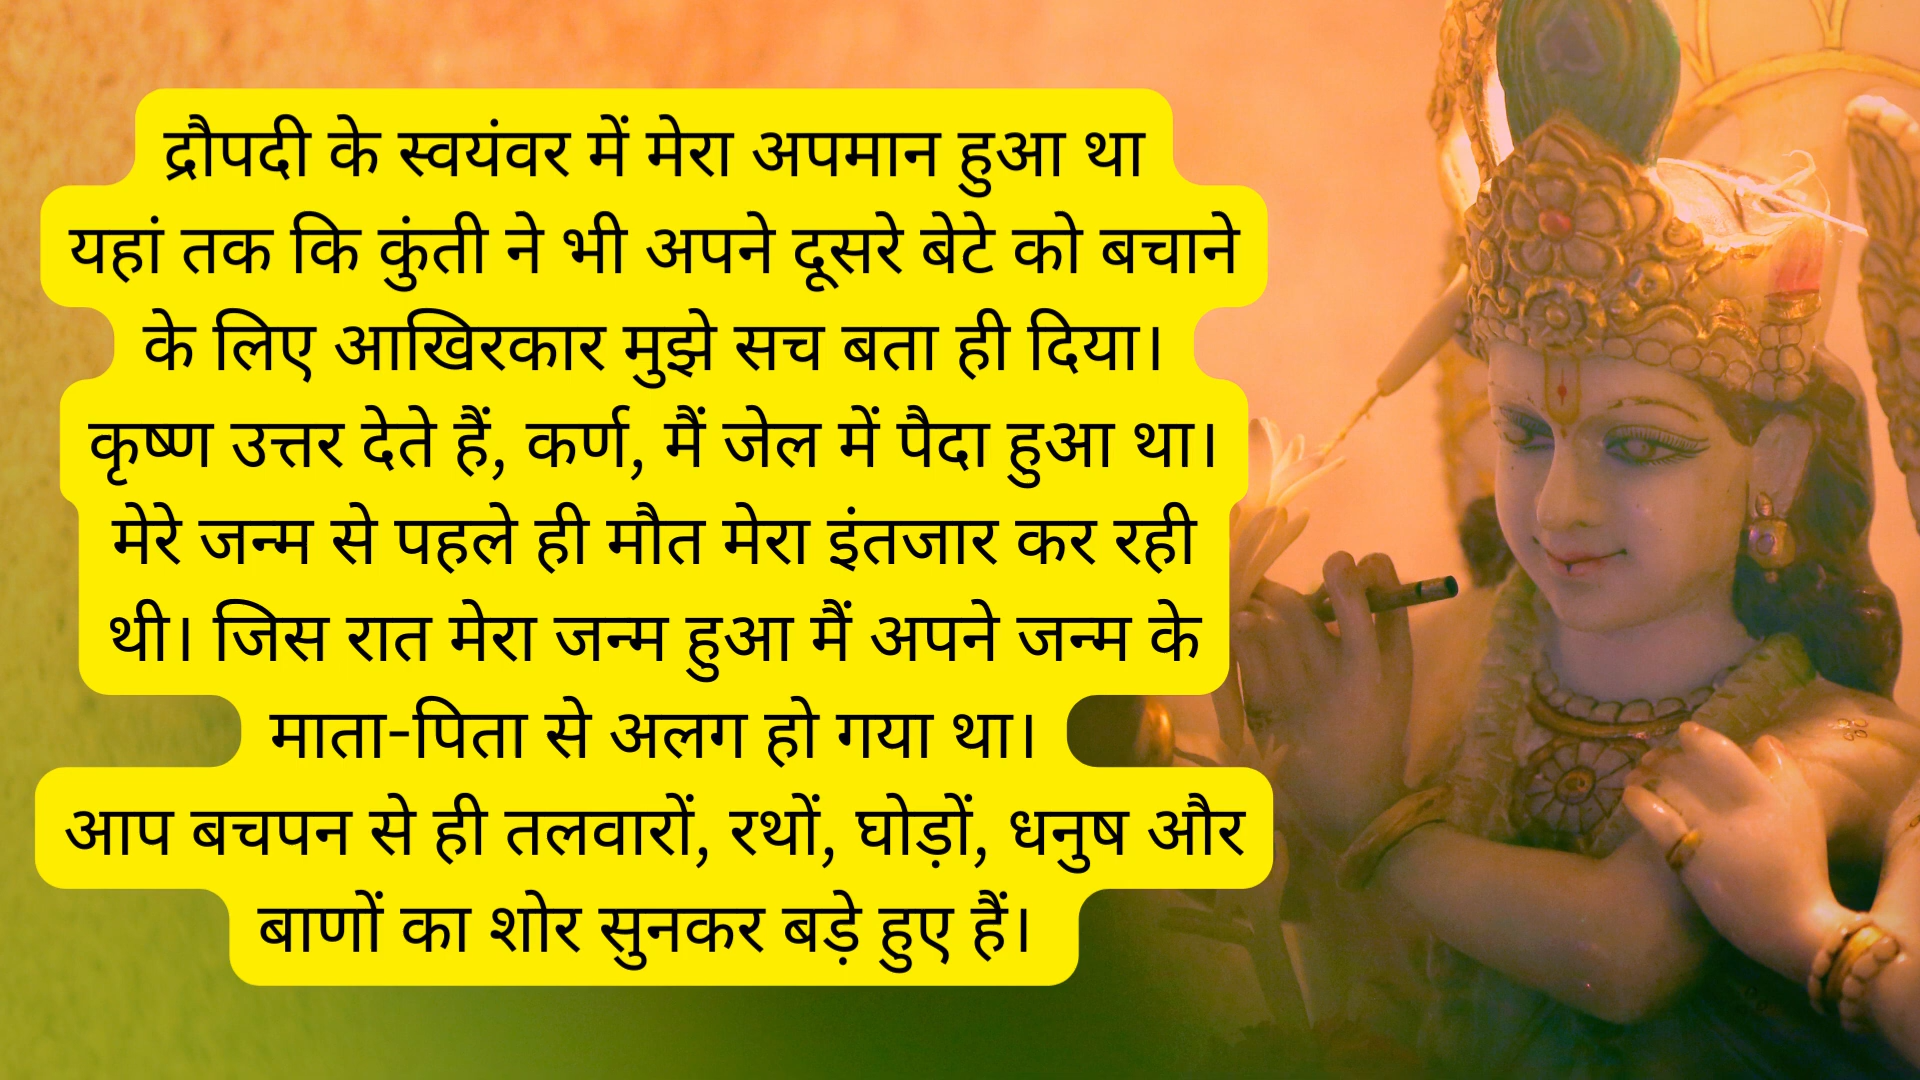 द्रौपदी के स्वयंवर में मेरा अपमान हुआ था
यहां तक कि कुंती ने भी अपने दूसरे बेटे को बचाने
के लिए आखिरकार मुझे सच बता ही दिया।
कृष्ण उत्तर देते हैं, कर्ण, मैं जेल में पैदा हुआ था।
मेरे जन्म से पहले ही मौत मेरा इंतजार कर रही
थी। जिस रात मेरा जन्म हुआ मैं अपने जन्म के
माता-पिता से अलग हो गया था।
आप बचपन से ही तलवारों, रथों, घोड़ों, धनुष और
बाणों का शोर सुनकर बड़े हुए हैं।